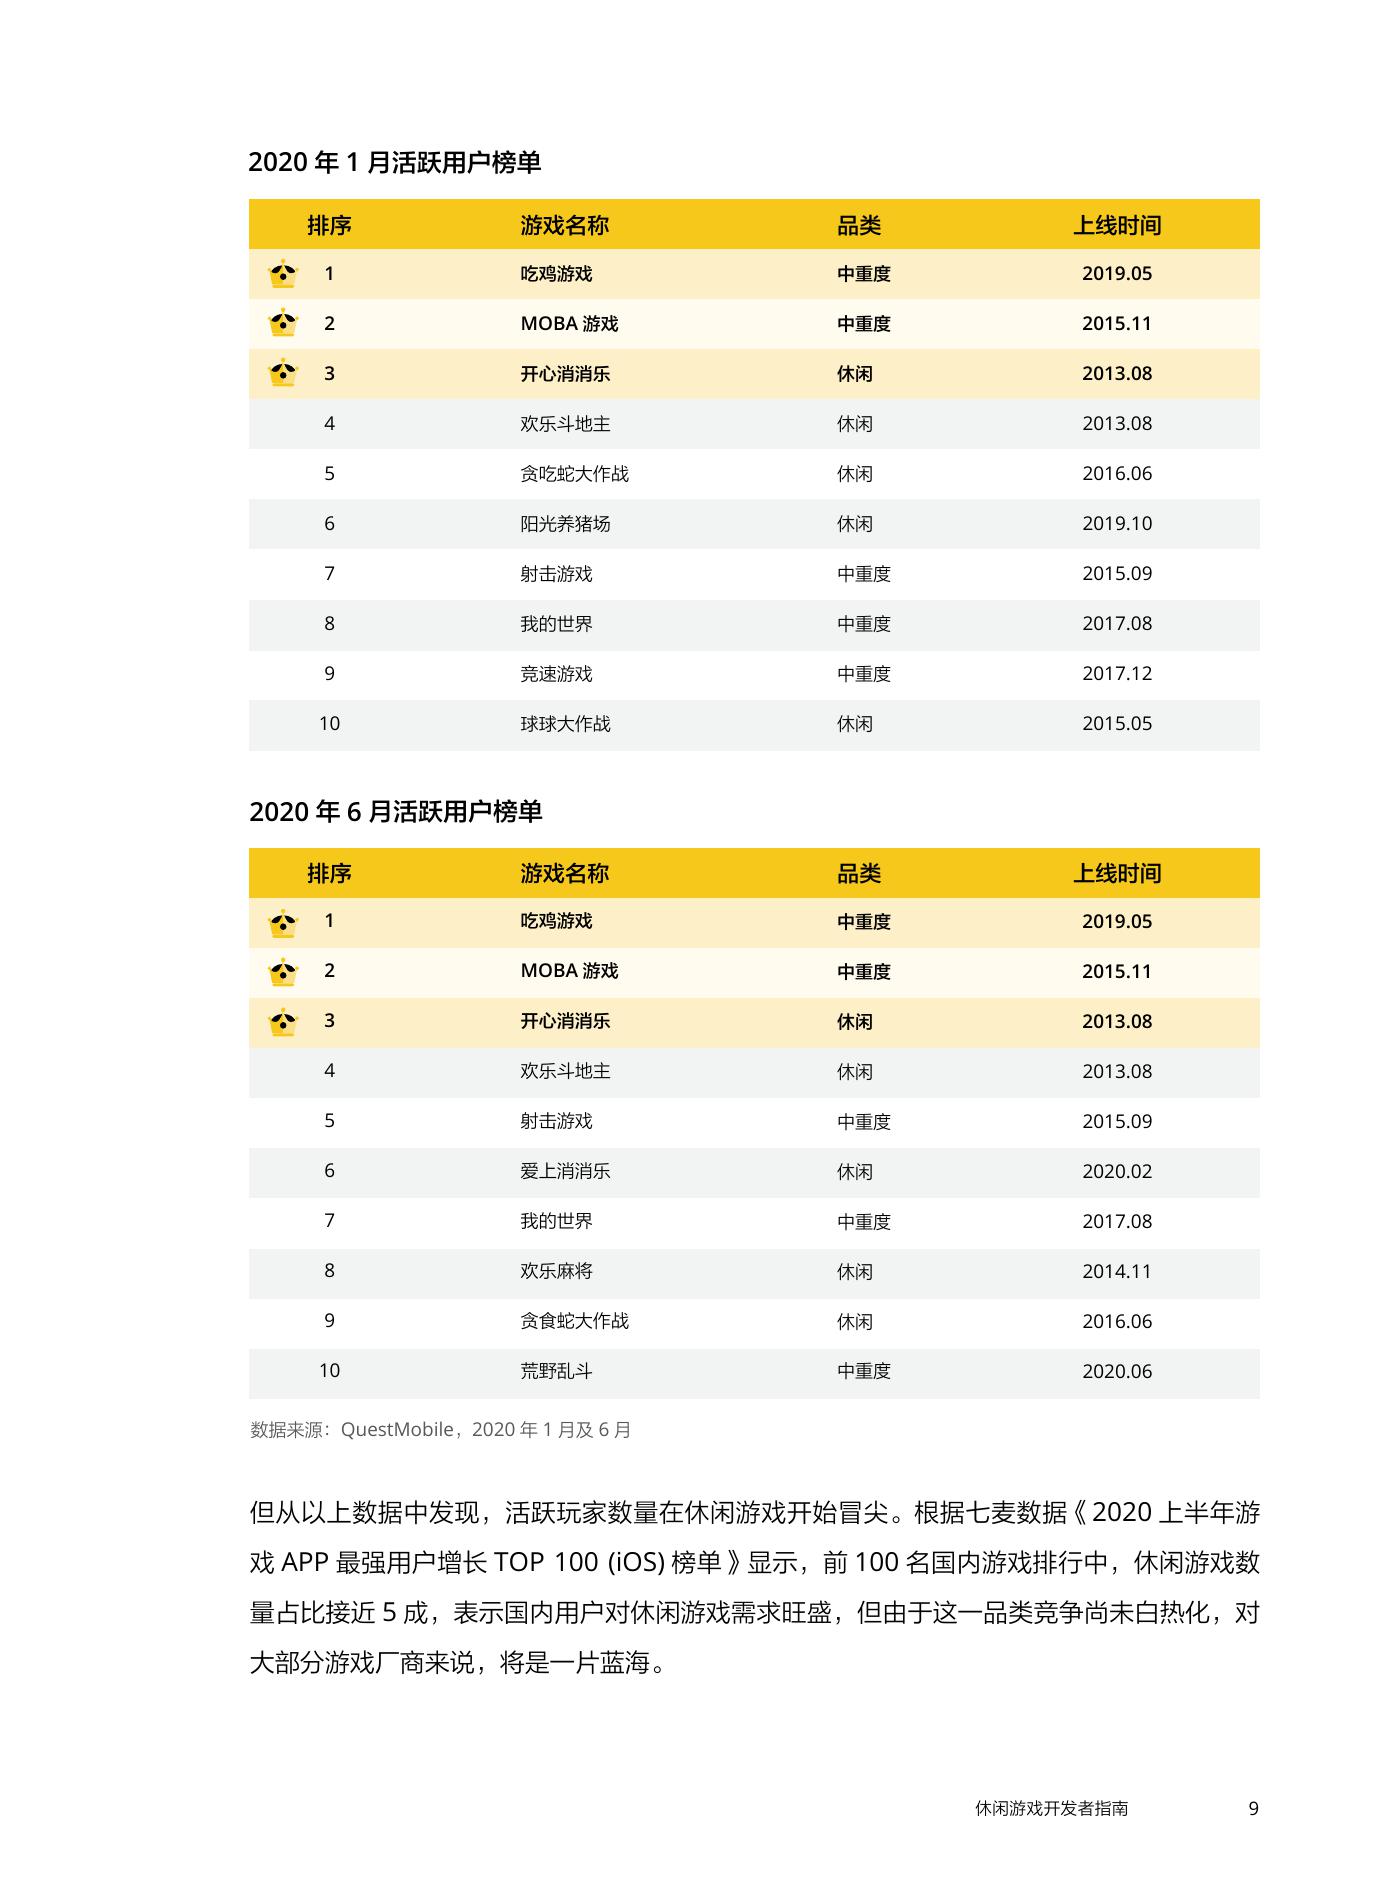 2020 年 1 月活跃用户榜单
排序 游戏名称 品类 上线时间
1 吃鸡游戏 中重度 2019.05
2 MOBA 游戏 中重度 2015.11
3 开心消消乐 休闲 2013.08
4 欢乐斗地主 休闲 2013.08
5 贪吃蛇大作战 休闲 2016.06
6 阳光养猪场 休闲 2019.10
7 射击游戏 中重度 2015.09
8 我的世界 中重度 2017.08
9 竞速游戏 中重度 2017.12
10 球球大作战 休闲 2015.05
2020 年 6 月活跃用户榜单
排序 游戏名称 品类 上线时间
1 吃鸡游戏 中重度 2019.05
2 MOBA 游戏 中重度 2015.11
3 开心消消乐 休闲 2013.08
4 欢乐斗地主 休闲 2013.08
5 射击游戏 中重度 2015.09
6 爱上消消乐 休闲 2020.02
7 我的世界 中重度 2017.08
8 欢乐麻将 休闲 2014.11
9 贪食蛇大作战 休闲 2016.06
10 荒野乱斗 中重度 2020.06
数据来源：QuestMobile，2020 年 1 月及 6 月
但从以上数据中发现，活跃玩家数量在休闲游戏开始冒尖。根据七麦数据《2020 上半年游
戏 APP 最强用户增长 TOP 100 (iOS) 榜单》显示，前 100 名国内游戏排行中，休闲游戏数
量占比接近 5 成，表示国内用户对休闲游戏需求旺盛，但由于这一品类竞争尚未白热化，对
大部分游戏厂商来说，将是一片蓝海。
休闲游戏开发者指南 9